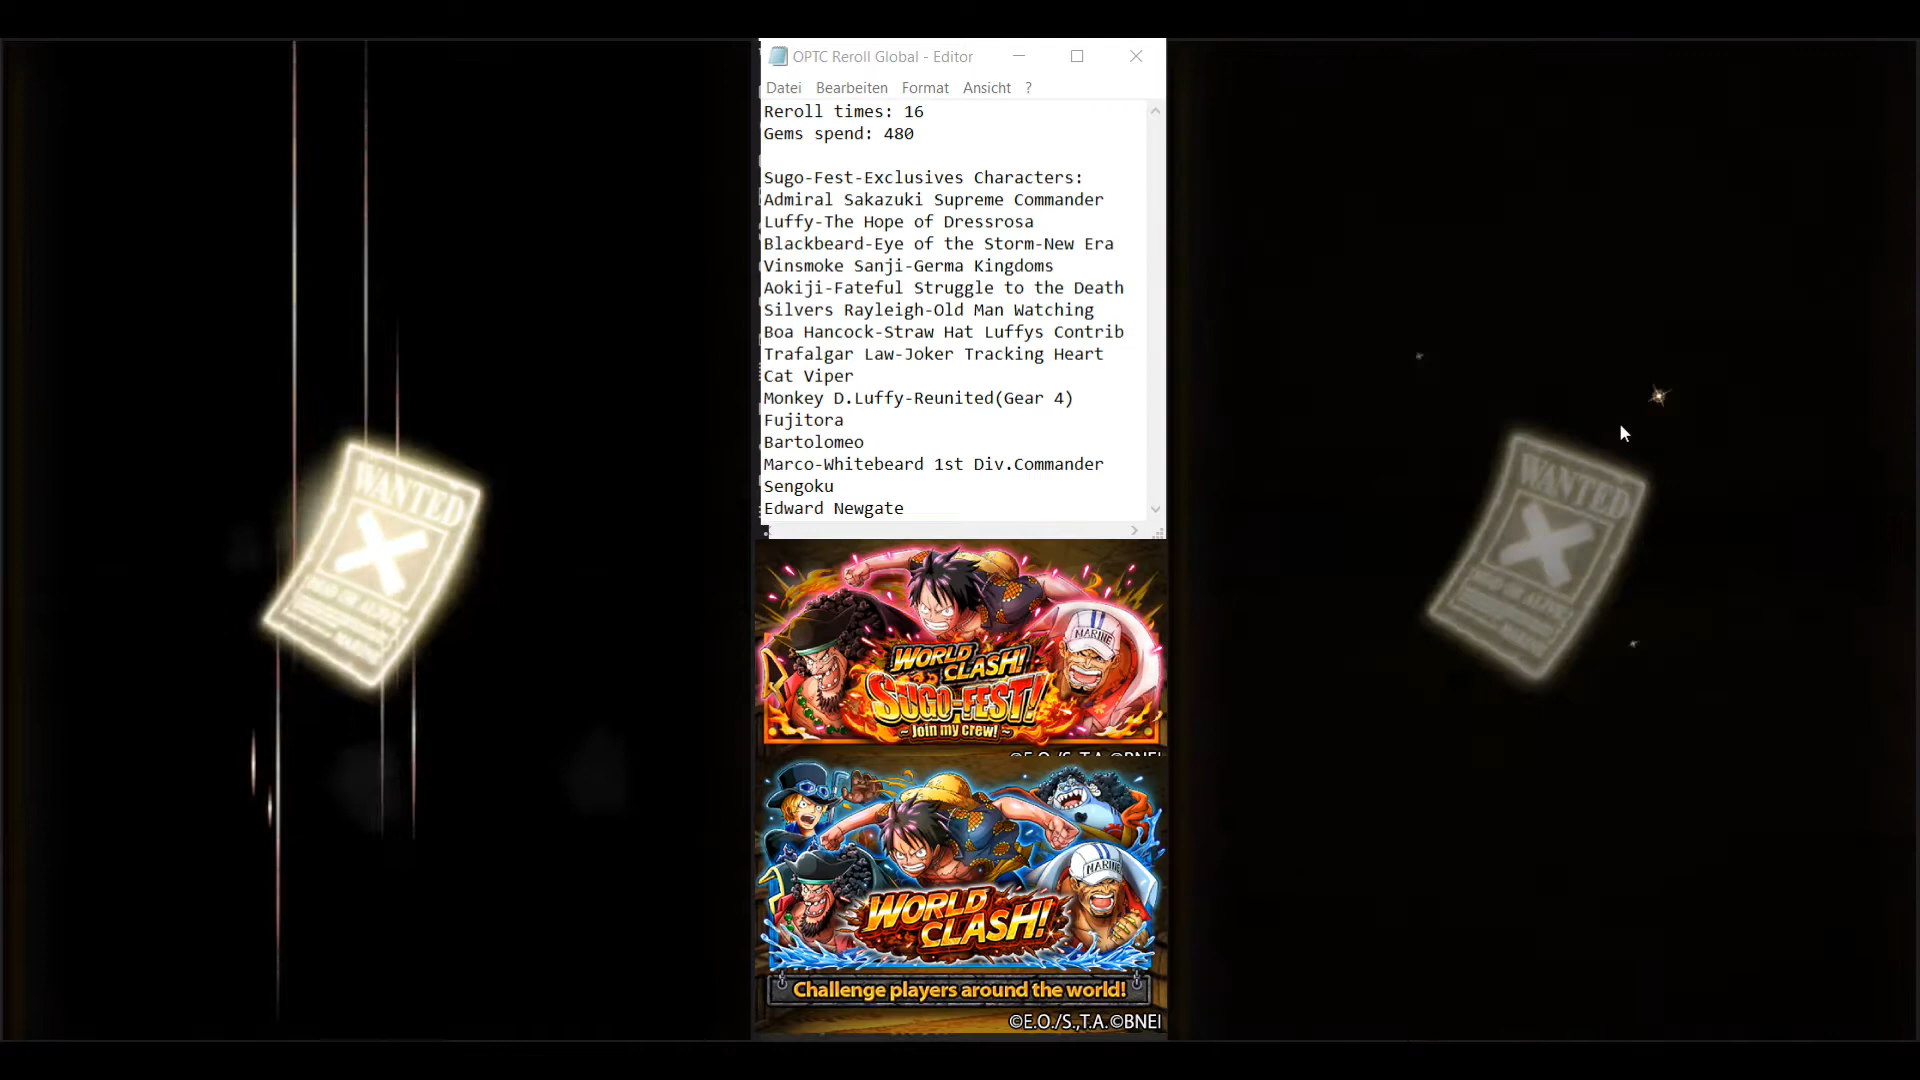 OPTC Reroll Global - Editor
Datei Bearbeiten Format Ansicht ?
Reroll times: 16
Gems spend: 480
Sugo-Fest-Exclusives Characters:
Admiral Sakazuki Supreme Commander
Luffy-The Hope of Dressrosa
Blackbeard-Eye of the Storm-New Era
Vinsmoke Sanji-Germa Kingdoms
Aokiji-Fateful Struggle to the Death
Silvers Rayleigh-Old Man Watching
Boa Hancock-Straw Hat Luffys Contrib
Trafalgar Law-Joker Tracking Heart
Cat Viper
Monkey D.Luffy-Reunited(Gear 4)
Fujitora
Bartolomeo
Marco-Whitebeard 1st Div.Commander
Sengoku
Edward Newgate
WANTED
WANTED
MARINE
WORLD
CLASH!
SUGO-FEST!
~ Join my crew! ~
©E.O./S.,T.A.©BNEI
MARINE
WORLD
CLASH!
Challenge players around the world!
©E.O./S.,T.A.©BNEI